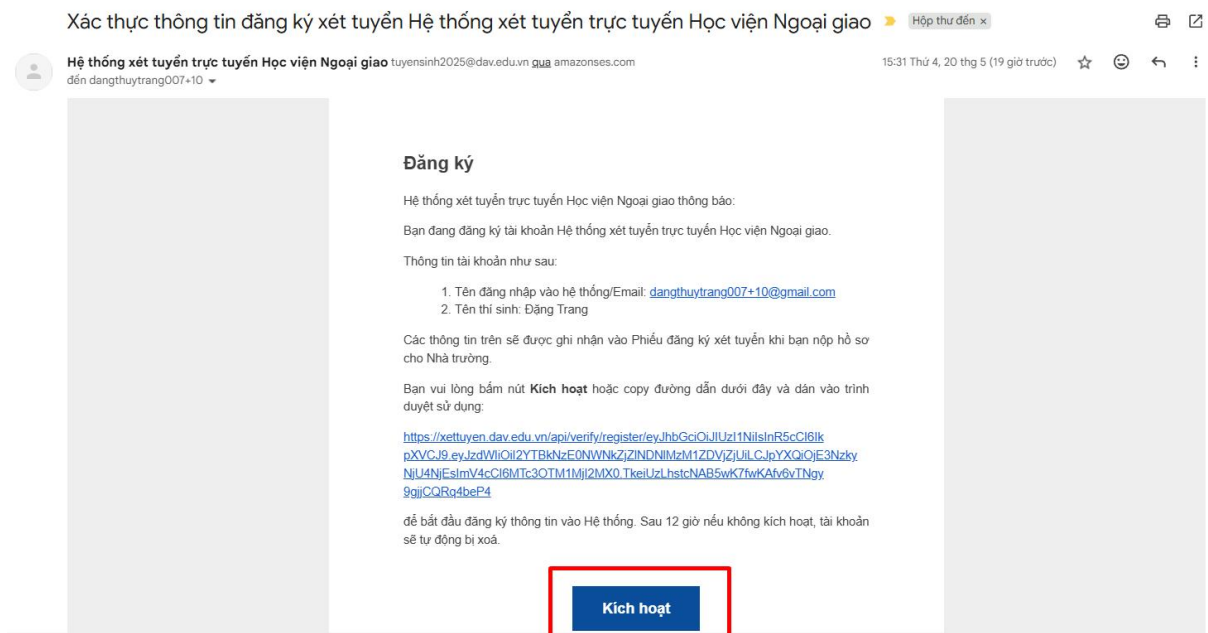 Xác thực thông tin đăng ký xét tuyển Hệ thống xét tuyển trực tuyến Học viện Ngoại giao Hộp thư đến ×
Hệ thống xét tuyển trực tuyến Học viện Ngoại giao tuyensinh2025@dav.edu.vn qua amazonses.com 15:31 Thứ 4, 20 thg 5 (19 giờ trước)
đến dangthuytrang007+10
Đăng ký
Hệ thống xét tuyển trực tuyến Học viện Ngoại giao thông báo:
Bạn đang đăng ký tài khoản Hệ thống xét tuyển trực tuyến Học viện Ngoại giao.
Thông tin tài khoản như sau:
1. Tên đăng nhập vào hệ thống/Email: dangthuytrang007+10@gmail.com
2. Tên thí sinh: Đặng Trang
Các thông tin trên sẽ được ghi nhận vào Phiếu đăng ký xét tuyển khi bạn nộp hồ sơ
cho Nhà trường.
Bạn vui lòng bấm nút Kích hoạt hoặc copy đường dẫn dưới đây và dán vào trình
duyệt sử dụng:
https://xettuyen.dav.edu.vn/api/verify/register/eyJhbGciOiJIUzI1NiIsInR5cCI6Ik
pXVCJ9.eyJzdWIiOiI2YTBkNzE0NWNkZjZlNDNlMzM1ZDVjZjUiLCJpYXQiOjE3Nzky
NjU4NjEsImV4cCI6MTc3OTM1MjI2MX0.TkeiUzLhstcNAB5wK7fwKAfv6vTNgy
9gjjCQRq4beP4
để bắt đầu đăng ký thông tin vào Hệ thống. Sau 12 giờ nếu không kích hoạt, tài khoản
sẽ tự động bị xoá.
Kích hoạt